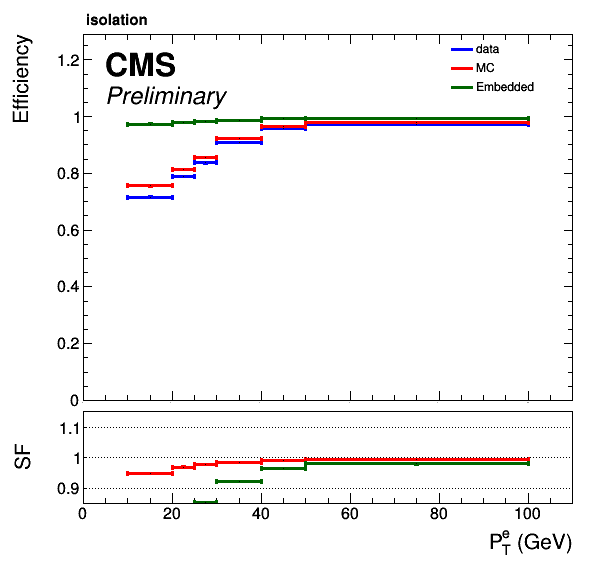 isolation
CMS
Preliminary
data
MC
Embedded
Efficiency
1.2
1
0.8
0.6
0.4
0.2
0
SF
1.1
1
0.9
0 20 40 60 80 100
P_T^e (GeV)